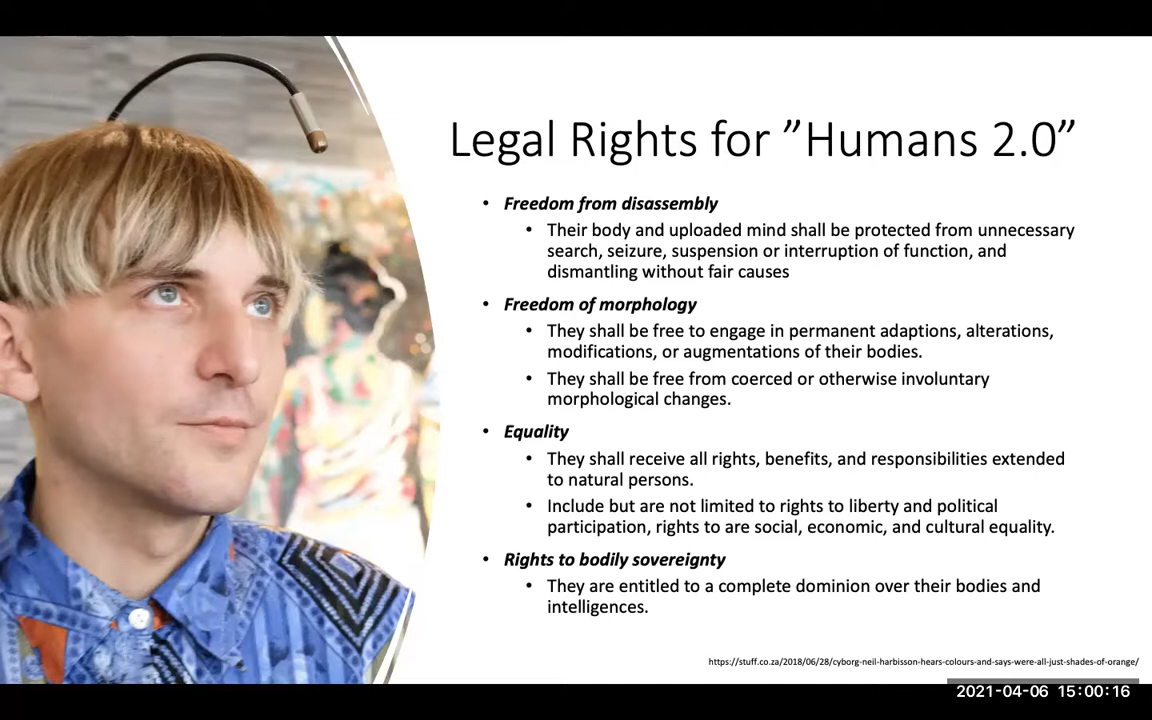 Legal Rights for ”Humans 2.0”
• Freedom from disassembly
• Their body and uploaded mind shall be protected from unnecessary
search, seizure, suspension or interruption of function, and
dismantling without fair causes
• Freedom of morphology
• They shall be free to engage in permanent adaptions, alterations,
modifications, or augmentations of their bodies.
• They shall be free from coerced or otherwise involuntary
morphological changes.
• Equality
• They shall receive all rights, benefits, and responsibilities extended
to natural persons.
• Include but are not limited to rights to liberty and political
participation, rights to are social, economic, and cultural equality.
• Rights to bodily sovereignty
• They are entitled to a complete dominion over their bodies and
intelligences.
https://stuff.co.za/2018/06/28/cyborg-neil-harbisson-hears-colours-and-says-were-all-just-shades-of-orange/
2021-04-06 15:00:16